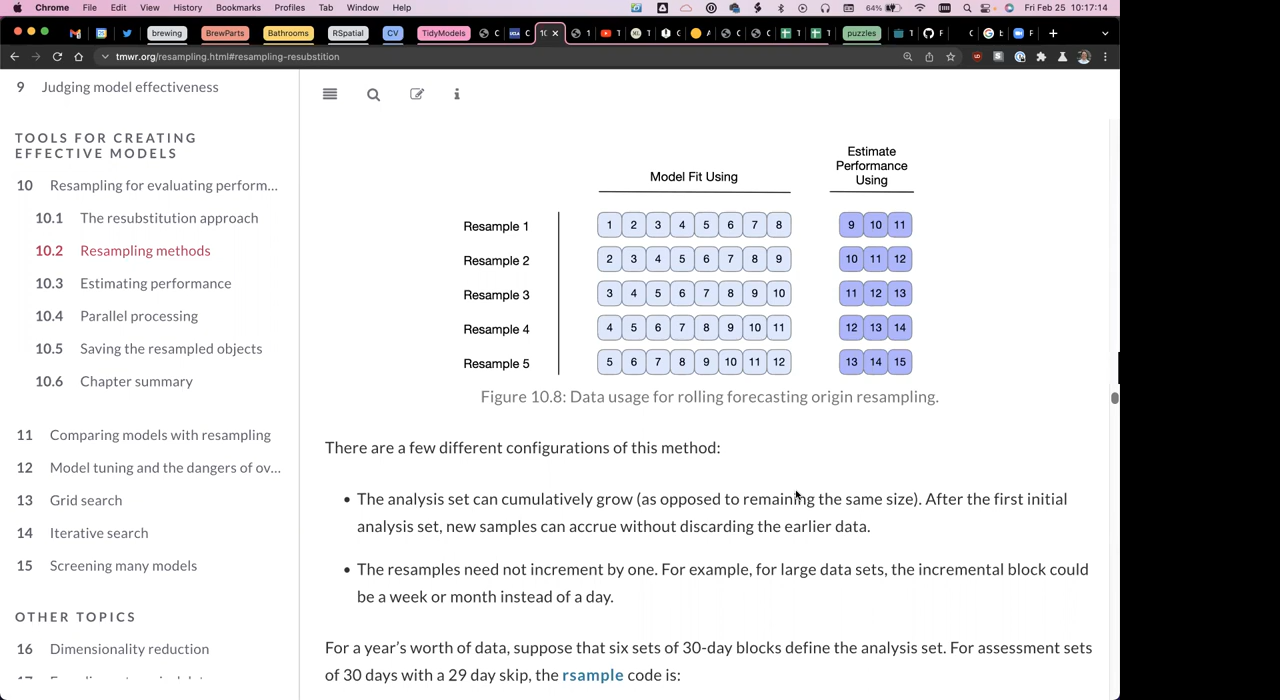 Chrome File Edit View History Bookmarks Profiles Tab Window Help 64% Fri Feb 25 10:17:14
brewing BrewParts Bathrooms RSpatial CV TidyModels puzzles
tmwr.org/resampling.html#resampling-resubstition
9 Judging model effectiveness
TOOLS FOR CREATING
EFFECTIVE MODELS
10 Resampling for evaluating perform...
10.1 The resubstitution approach
10.2 Resampling methods
10.3 Estimating performance
10.4 Parallel processing
10.5 Saving the resampled objects
10.6 Chapter summary
11 Comparing models with resampling
12 Model tuning and the dangers of ov...
13 Grid search
14 Iterative search
15 Screening many models
OTHER TOPICS
16 Dimensionality reduction
Model Fit Using
Estimate
Performance
Using
Resample 1 1 2 3 4 5 6 7 8 9 10 11
Resample 2 2 3 4 5 6 7 8 9 10 11 12
Resample 3 3 4 5 6 7 8 9 10 11 12 13
Resample 4 4 5 6 7 8 9 10 11 12 13 14
Resample 5 5 6 7 8 9 10 11 12 13 14 15
Figure 10.8: Data usage for rolling forecasting origin resampling.
There are a few different configurations of this method:
• The analysis set can cumulatively grow (as opposed to remaining the same size). After the first initial
analysis set, new samples can accrue without discarding the earlier data.
• The resamples need not increment by one. For example, for large data sets, the incremental block could
be a week or month instead of a day.
For a year's worth of data, suppose that six sets of 30-day blocks define the analysis set. For assessment sets
of 30 days with a 29 day skip, the rsample code is: